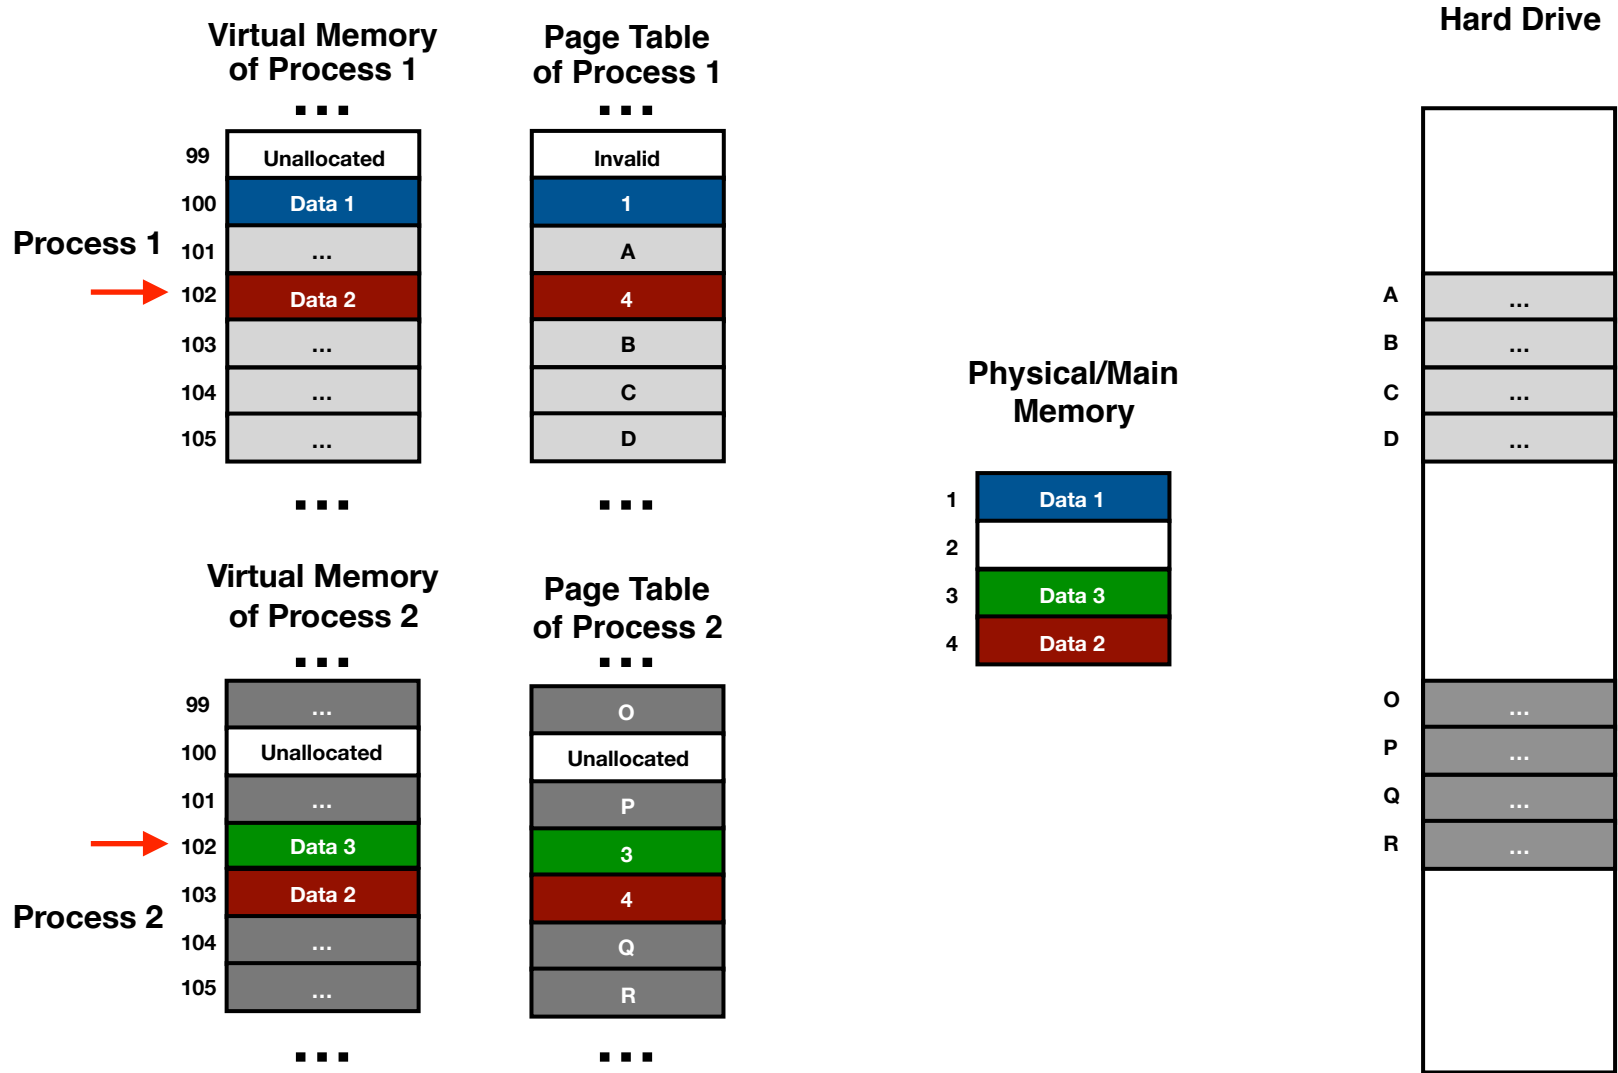 Hard Drive
Virtual Memory
of Process 1
Page Table
of Process 1
...
...
99 Unallocated Invalid
100 Data 1 1
Process 1
101 ... A
102 Data 2 4
103 ... B
104 ... C
105 ... D
...
...
A ...
B ...
C ...
D ...
Physical/Main
Memory
1 Data 1
2
3 Data 3
4 Data 2
Virtual Memory
of Process 2
Page Table
of Process 2
...
...
99 ... O
100 Unallocated Unallocated
101 ... P
102 Data 3 3
103 Data 2 4
Process 2
104 ... Q
105 ... R
...
...
O ...
P ...
Q ...
R ...